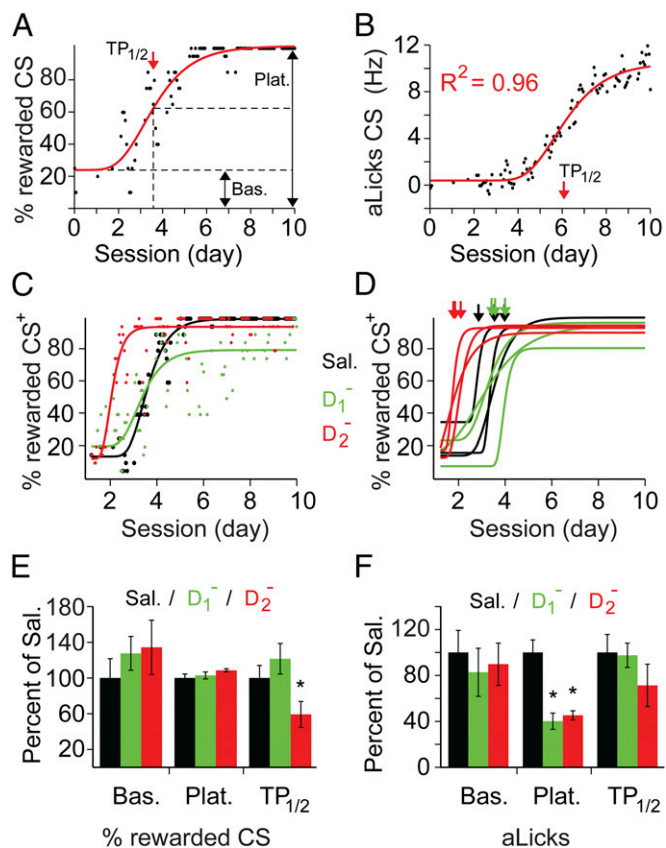 A
% rewarded CS
80
60
40
20
0
TP1/2
Plat.
Bas.
0 2 4 6 8 10
Session (day)
B
aLicks CS (Hz)
12
8
4
0
R² = 0.96
TP1/2
0 2 4 6 8 10
Session (day)
C
% rewarded CS+
80
60
40
20
2 4 6 8 10
Session (day)
Sal.
D1-
D2-
D
% rewarded CS+
80
60
40
20
2 4 6 8 10
Session (day)
E
Percent of Sal.
180
140
100
60
20
Sal. / D1- / D2-
*
Bas. Plat. TP1/2
% rewarded CS
F
Percent of Sal.
120
80
40
0
Sal. / D1- / D2-
* *
Bas. Plat. TP1/2
aLicks